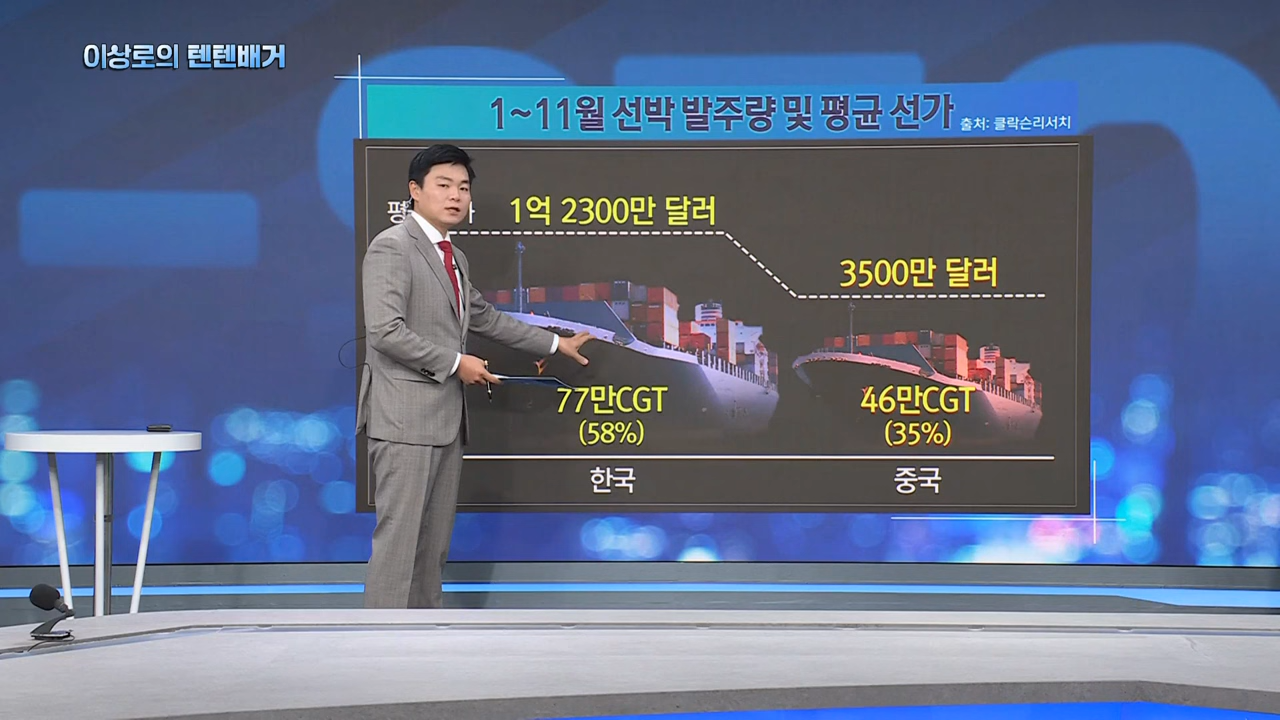 이상로의 텐텐배거
1~11월 선박 발주량 및 평균 선가
출처: 클락슨리서치
1억 2300만 달러
3500만 달러
77만CGT
(58%)
46만CGT
(35%)
한국
중국